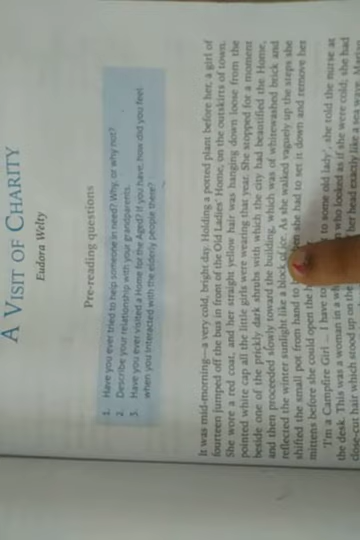 A VISIT OF CHARITY
Eudora Welty
Pre-reading questions
1. Have you ever tried to help someone in need? Why, or why not?
2. Describe your relationship with your grandparents.
3. Have you ever visited a Home for the Aged? If you have, how did you feel
when you interacted with the elderly people there?
It was mid-morning—a very cold, bright day. Holding a potted plant before her, a girl of
fourteen jumped off the bus in front of the Old Ladies' Home, on the outskirts of town.
She wore a red coat, and her straight yellow hair was hanging down loose from the
pointed white cap all the little girls were wearing that year. She stopped for a moment
beside one of the prickly dark shrubs with which the city had beautified the Home,
and then proceeded slowly toward the building, which was of whitewashed brick and
reflected the winter sunlight like a block of ice. As she walked vaguely up the steps she
shifted the small pot from hand to she had to set it down and remove her
mittens before she could open the
'I'm a Campfire Girl ... I have to to some old lady', she told the nurse at
the desk. This was a woman in a who looked as if she were cold; she had
close-cut hair which stood up on the head exactly like a sea wave.